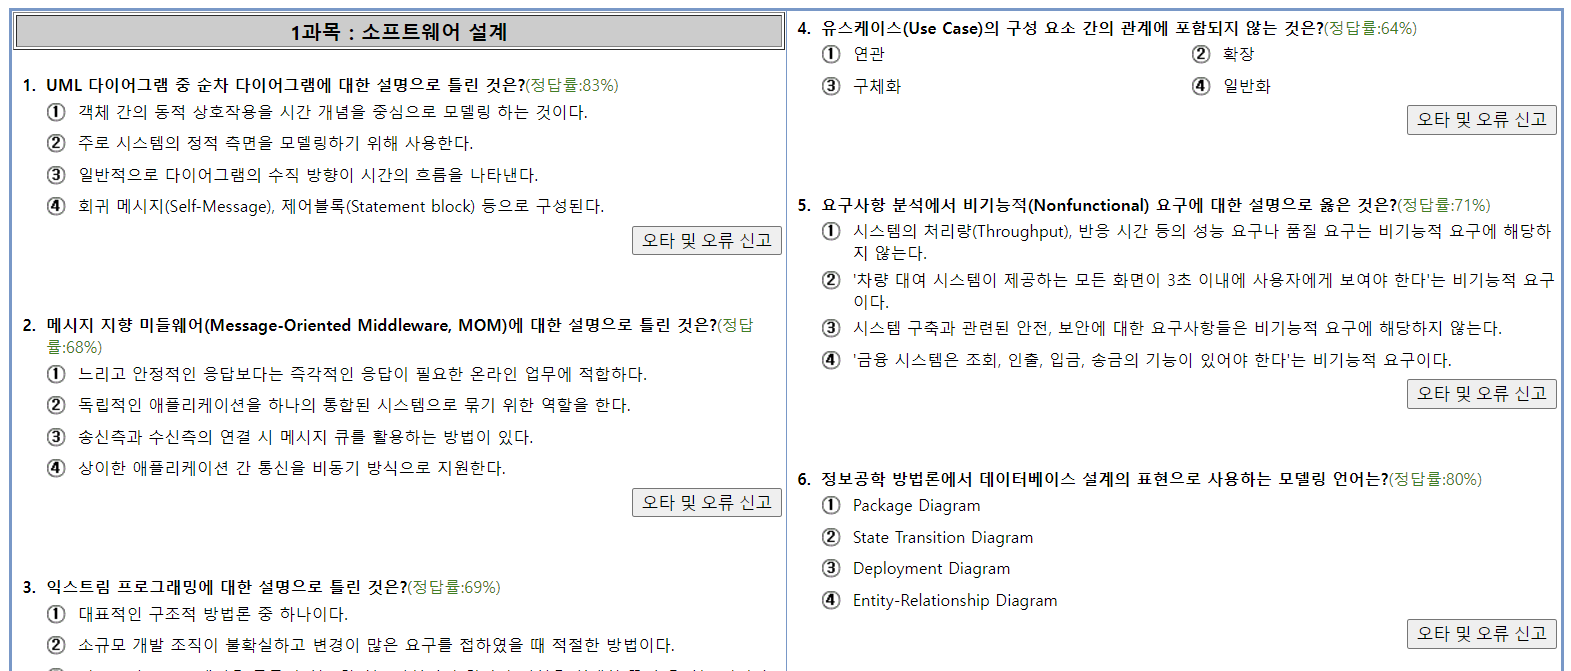 1과목 : 소프트웨어 설계
1. UML 다이어그램 중 순차 다이어그램에 대한 설명으로 틀린 것은?(정답률:83%)
① 객체 간의 동적 상호작용을 시간 개념을 중심으로 모델링 하는 것이다.
② 주로 시스템의 정적 측면을 모델링하기 위해 사용한다.
③ 일반적으로 다이어그램의 수직 방향이 시간의 흐름을 나타낸다.
④ 회귀 메시지(Self-Message), 제어블록(Statement block) 등으로 구성된다.
오타 및 오류 신고
2. 메시지 지향 미들웨어(Message-Oriented Middleware, MOM)에 대한 설명으로 틀린 것은?(정답
률:68%)
① 느리고 안정적인 응답보다는 즉각적인 응답이 필요한 온라인 업무에 적합하다.
② 독립적인 애플리케이션을 하나의 통합된 시스템으로 묶기 위한 역할을 한다.
③ 송신측과 수신측의 연결 시 메시지 큐를 활용하는 방법이 있다.
④ 상이한 애플리케이션 간 통신을 비동기 방식으로 지원한다.
오타 및 오류 신고
3. 익스트림 프로그래밍에 대한 설명으로 틀린 것은?(정답률:69%)
① 대표적인 구조적 방법론 중 하나이다.
② 소규모 개발 조직이 불확실하고 변경이 많은 요구를 접하였을 때 적절한 방법이다.
4. 유스케이스(Use Case)의 구성 요소 간의 관계에 포함되지 않는 것은?(정답률:64%)
① 연관 ② 확장
③ 구체화 ④ 일반화
오타 및 오류 신고
5. 요구사항 분석에서 비기능적(Nonfunctional) 요구에 대한 설명으로 옳은 것은?(정답률:71%)
① 시스템의 처리량(Throughput), 반응 시간 등의 성능 요구나 품질 요구는 비기능적 요구에 해당하
지 않는다.
② '차량 대여 시스템이 제공하는 모든 화면이 3초 이내에 사용자에게 보여야 한다'는 비기능적 요구
이다.
③ 시스템 구축과 관련된 안전, 보안에 대한 요구사항들은 비기능적 요구에 해당하지 않는다.
④ '금융 시스템은 조회, 인출, 입금, 송금의 기능이 있어야 한다'는 비기능적 요구이다.
오타 및 오류 신고
6. 정보공학 방법론에서 데이터베이스 설계의 표현으로 사용하는 모델링 언어는?(정답률:80%)
① Package Diagram
② State Transition Diagram
③ Deployment Diagram
④ Entity-Relationship Diagram
오타 및 오류 신고